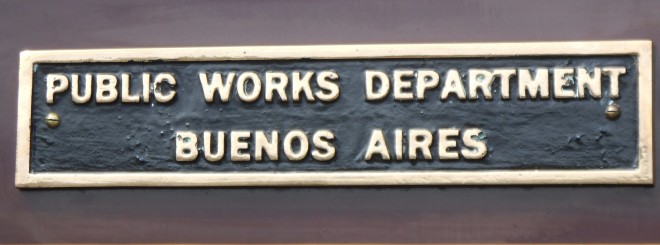 PUBLIC WORKS DEPARTMENT
BUENOS AIRES